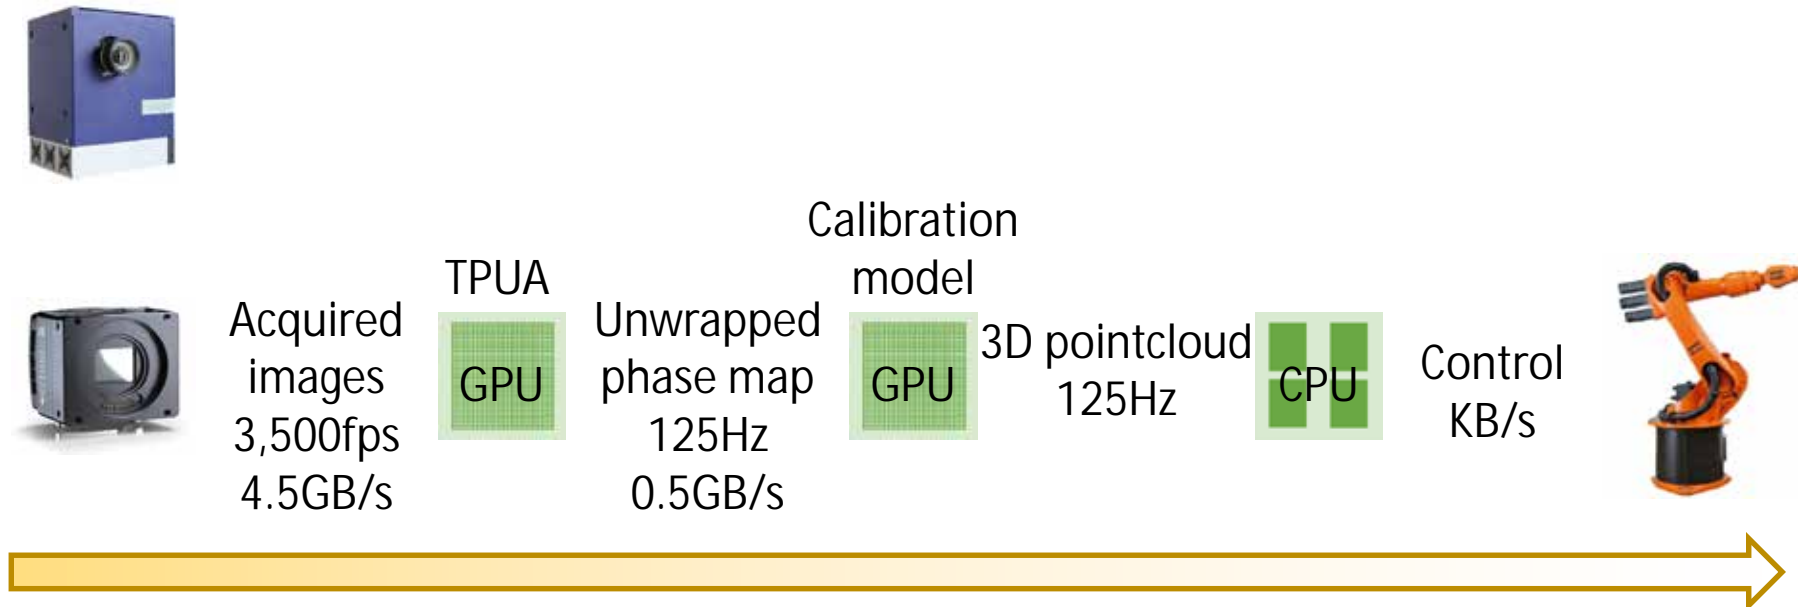 Acquired
images
3,500fps
4.5GB/s
TPUA
GPU
Unwrapped
phase map
125Hz
0.5GB/s
Calibration
model
GPU
3D pointcloud
125Hz
CPU
Control
KB/s